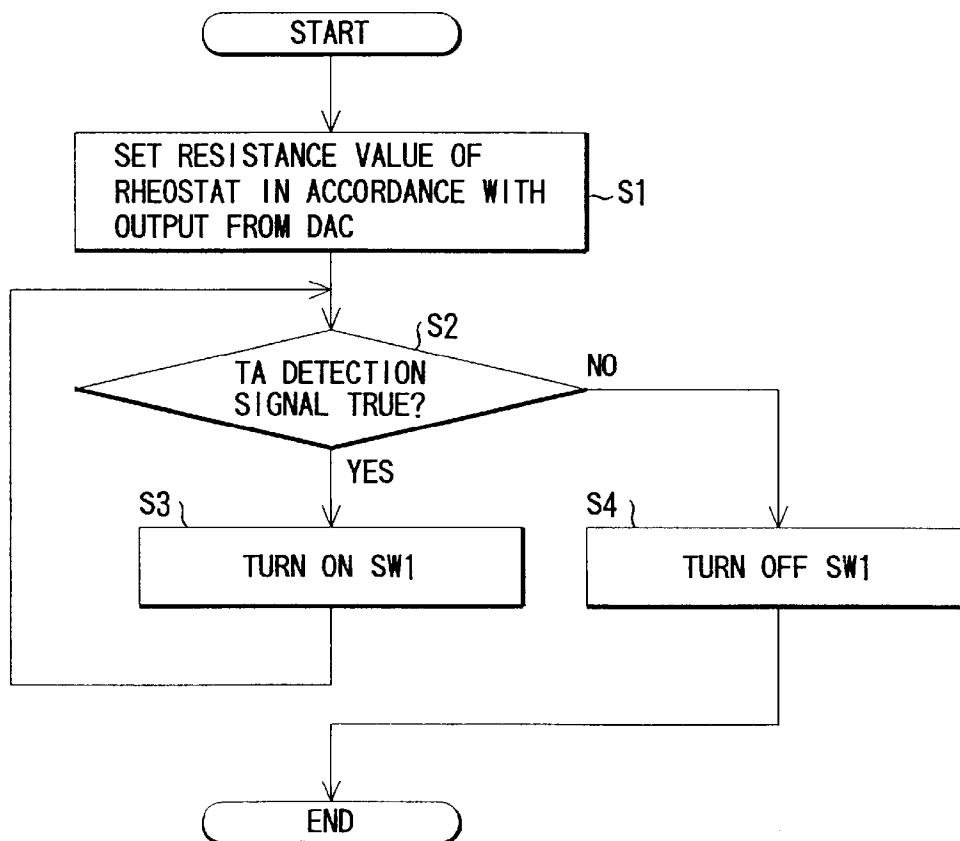 START
SET RESISTANCE VALUE OF
RHEOSTAT IN ACCORDANCE WITH
OUTPUT FROM DAC
S1
S2
TA DETECTION
SIGNAL TRUE?
NO
YES
S3
TURN ON SW1
S4
TURN OFF SW1
END